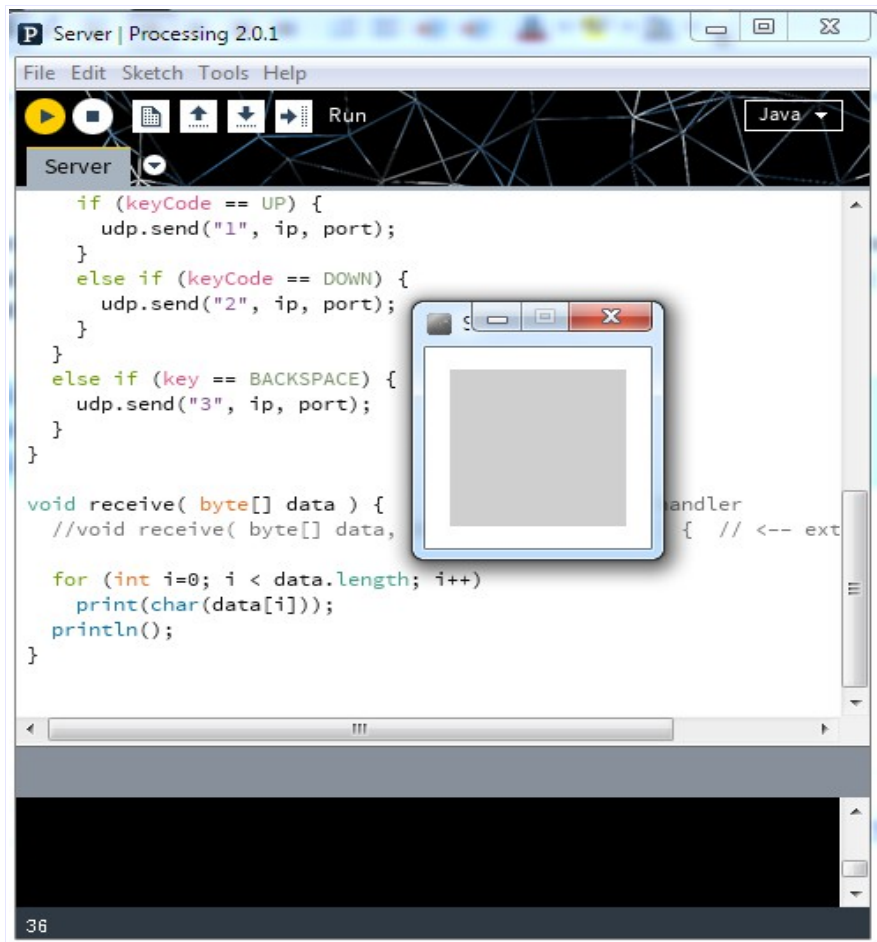 P Server | Processing 2.0.1
File Edit Sketch Tools Help
Run
Java
Server
if (keyCode == UP) {
udp.send("1", ip, port);
}
else if (keyCode == DOWN) {
udp.send("2", ip, port);
}
}
else if (key == BACKSPACE) {
udp.send("3", ip, port);
}
}
void receive( byte[] data ) { andler
//void receive( byte[] data, { // <-- ext
for (int i=0; i < data.length; i++)
print(char(data[i]));
println();
}
36